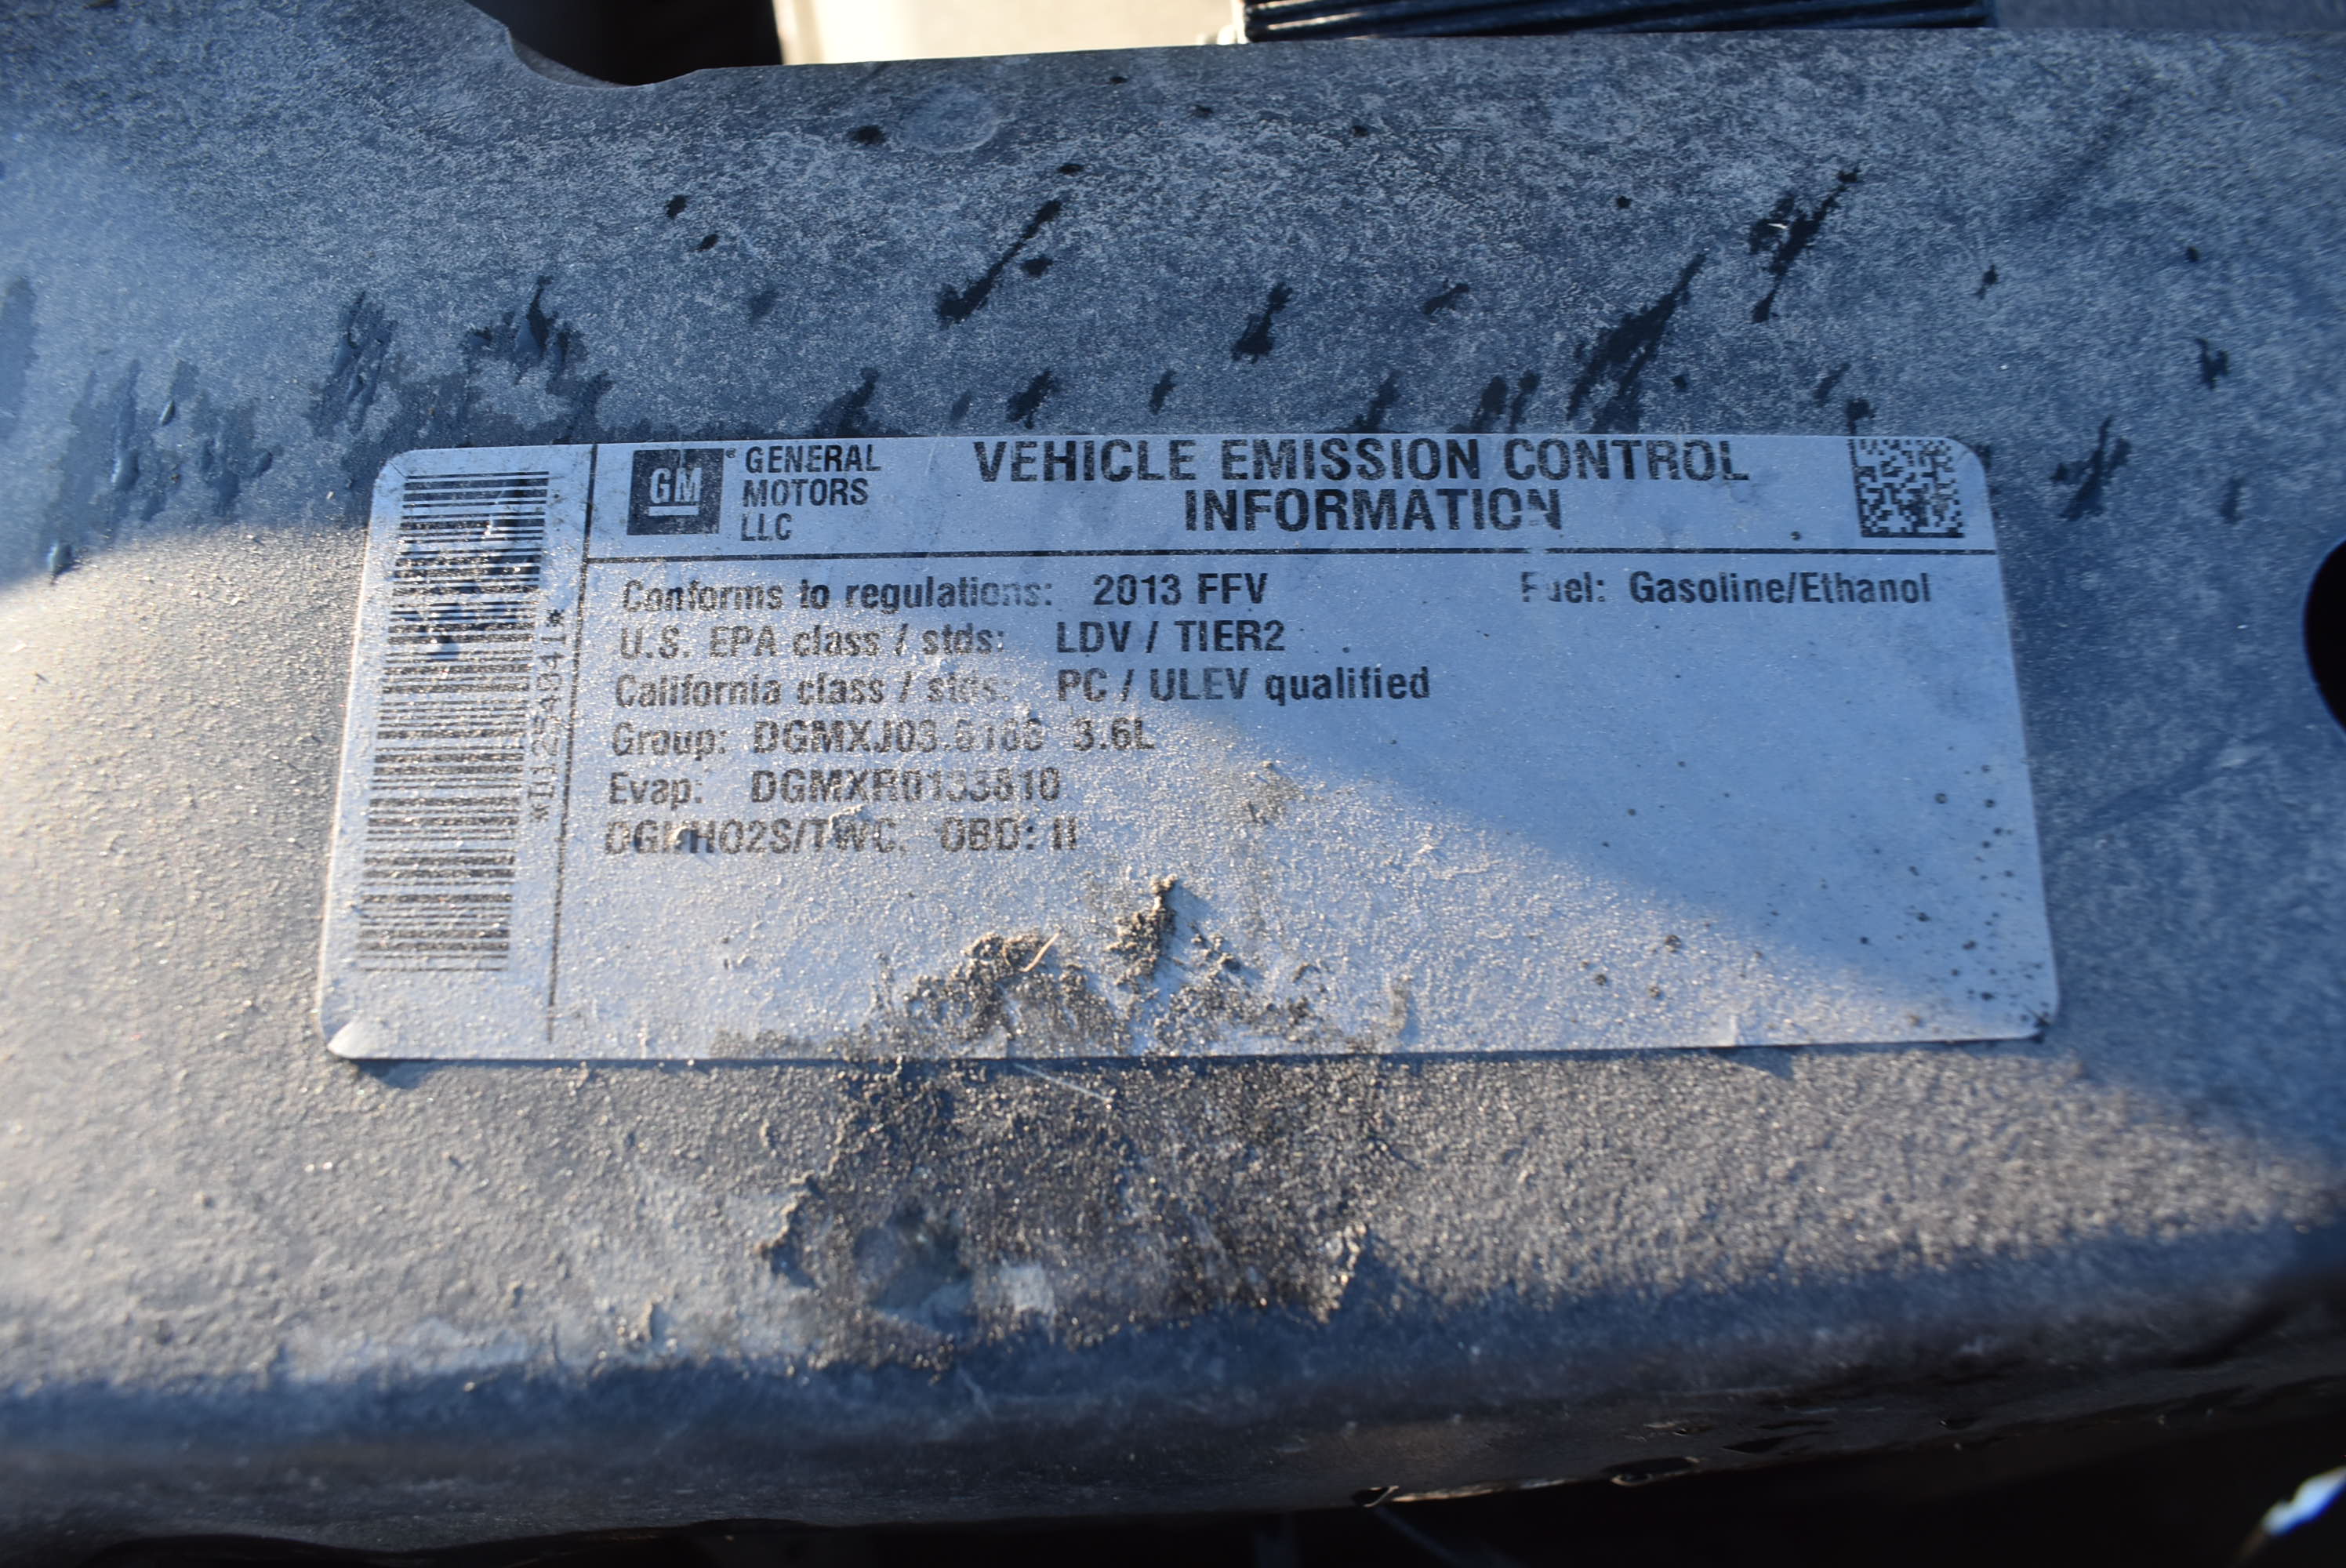 GM
GENERAL
MOTORS
LLC
VEHICLE EMISSION CONTROL
INFORMATION
Conforms to regulations: 2013 FFV
Fuel: Gasoline/Ethanol
U.S. EPA class / stds: LDV / TIER2
California class / stds: PC / ULEV qualified
Group: 3.6L
Evap:
OBD: II